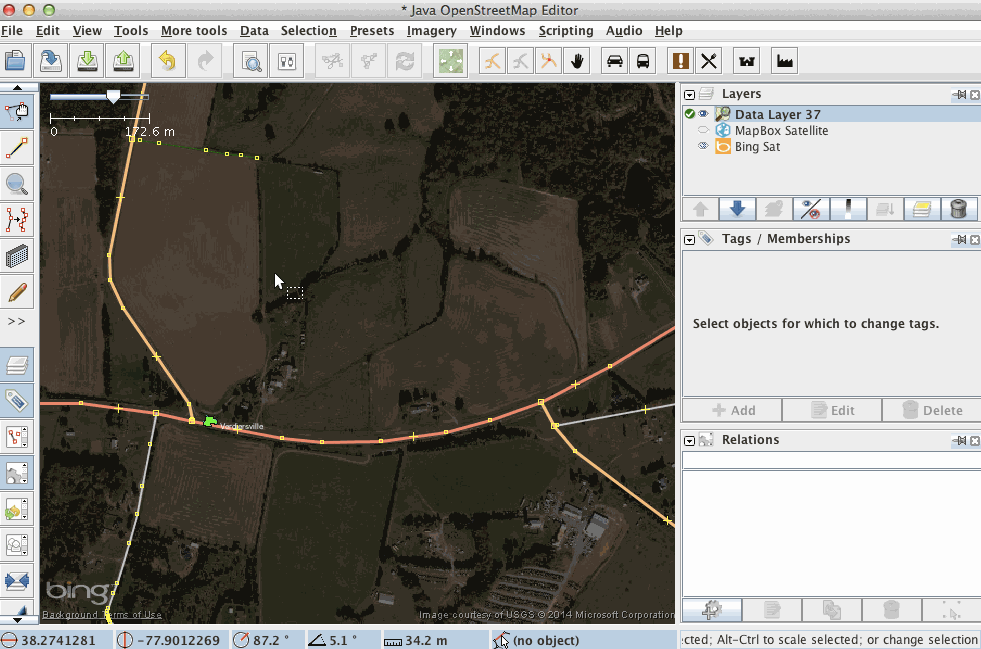 * Java OpenStreetMap Editor
File Edit View Tools More tools Data Selection Presets Imagery Windows Scripting Audio Help
0 172.6 m
Verdiersville
bing
Background Terms of Use
Image courtesy of USGS © 2014 Microsoft Corporation
>>
Layers
Data Layer 37
MapBox Satellite
Bing Sat
Tags / Memberships
Select objects for which to change tags.
Add Edit Delete
Relations
38.2741281 -77.9012269 87.2 ° 5.1 ° 34.2 m (no object) cted; Alt-Ctrl to scale selected; or change selection